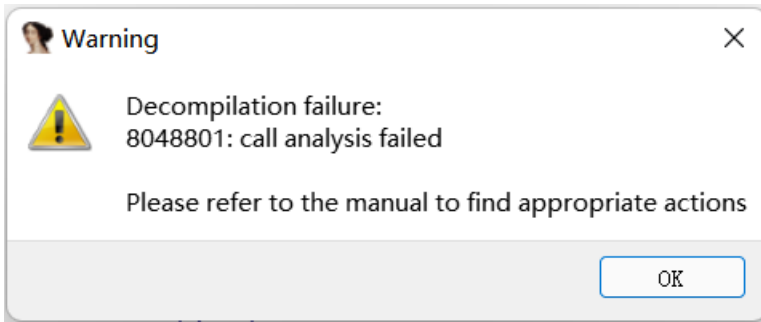 Warning
Decompilation failure:
8048801: call analysis failed
Please refer to the manual to find appropriate actions
OK